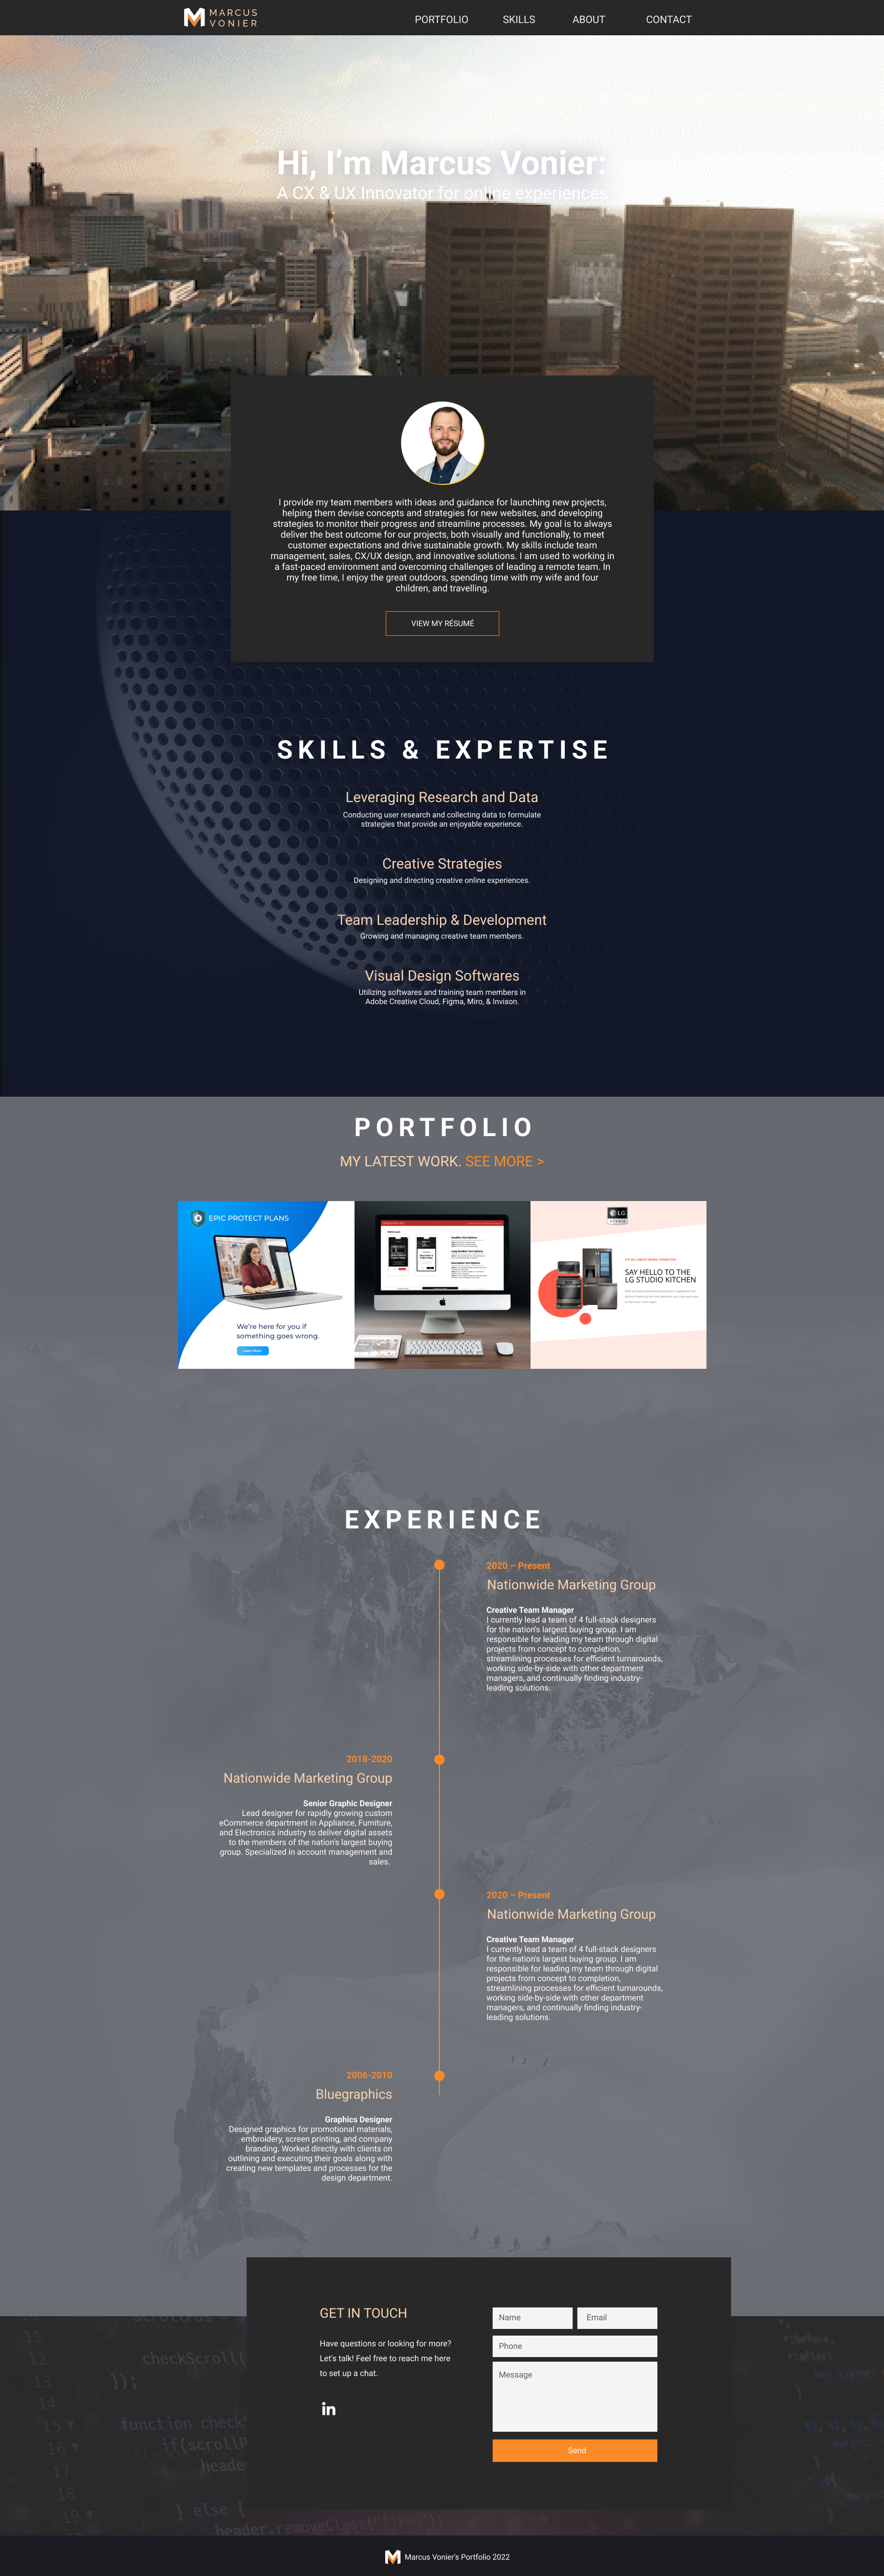 MARCUS
VONIER
PORTFOLIO SKILLS ABOUT CONTACT
Hi, I'm Marcus Vonier:
A CX & UX Innovator for online experiences
I provide my team members with ideas and guidance for launching new projects,
helping them devise concepts and strategies for new websites, and developing
strategies to monitor their progress and streamline processes. My goal is to always
deliver the best outcome for our projects, both visually and functionally, to meet
customer expectations and drive sustainable growth. My skills include team
management, sales, CX/UX design, and innovative solutions. I am used to working in
a fast-paced environment and overcoming challenges of leading a remote team. In
my free time, I enjoy the great outdoors, spending time with my wife and four
children, and travelling.
VIEW MY RÉSUMÉ
SKILLS & EXPERTISE
Leveraging Research and Data
Conducting user research and collecting data to formulate
strategies that provide an enjoyable experience.
Creative Strategies
Designing and directing creative online experiences.
Team Leadership & Development
Growing and managing creative team members.
Visual Design Softwares
Utilizing softwares and training team members in
Adobe Creative Cloud, Figma, Miro, & Invison.
PORTFOLIO
MY LATEST WORK. SEE MORE >
EPIC PROTECT PLANS
We're here for you if
something goes wrong.
Learn More
LG
STUDIO
SAY HELLO TO THE
LG STUDIO KITCHEN
EXPERIENCE
2020 – Present
Nationwide Marketing Group
Creative Team Manager
I currently lead a team of 4 full-stack designers
for the nation's largest buying group. I am
responsible for leading my team through digital
projects from concept to completion,
streamlining processes for efficient turnarounds,
working side-by-side with other department
managers, and continually finding industry-
leading solutions.
2018-2020
Nationwide Marketing Group
Senior Graphic Designer
Lead designer for rapidly growing custom
eCommerce department in Appliance, Furniture,
and Electronics industry to deliver digital assets
to the members of the nation's largest buying
group. Specialized in account management and
sales.
2020 – Present
Nationwide Marketing Group
Creative Team Manager
I currently lead a team of 4 full-stack designers
for the nation's largest buying group. I am
responsible for leading my team through digital
projects from concept to completion,
streamlining processes for efficient turnarounds,
working side-by-side with other department
managers, and continually finding industry-
leading solutions.
2006-2010
Bluegraphics
Graphics Designer
Designed graphics for promotional materials,
embroidery, screen printing, and company
branding. Worked directly with clients on
outlining and executing their goals along with
creating new templates and processes for the
design department.
GET IN TOUCH
Have questions or looking for more?
Let's talk! Feel free to reach me here
to set up a chat.
in
Name Email
Phone
Message
Send
11
12
checkScroll(
13
});
14
15
function check
16
if(scrollP
17
header
18
19
} else {
header.removeClass("fixed");
Marcus Vonier's Portfolio 2022